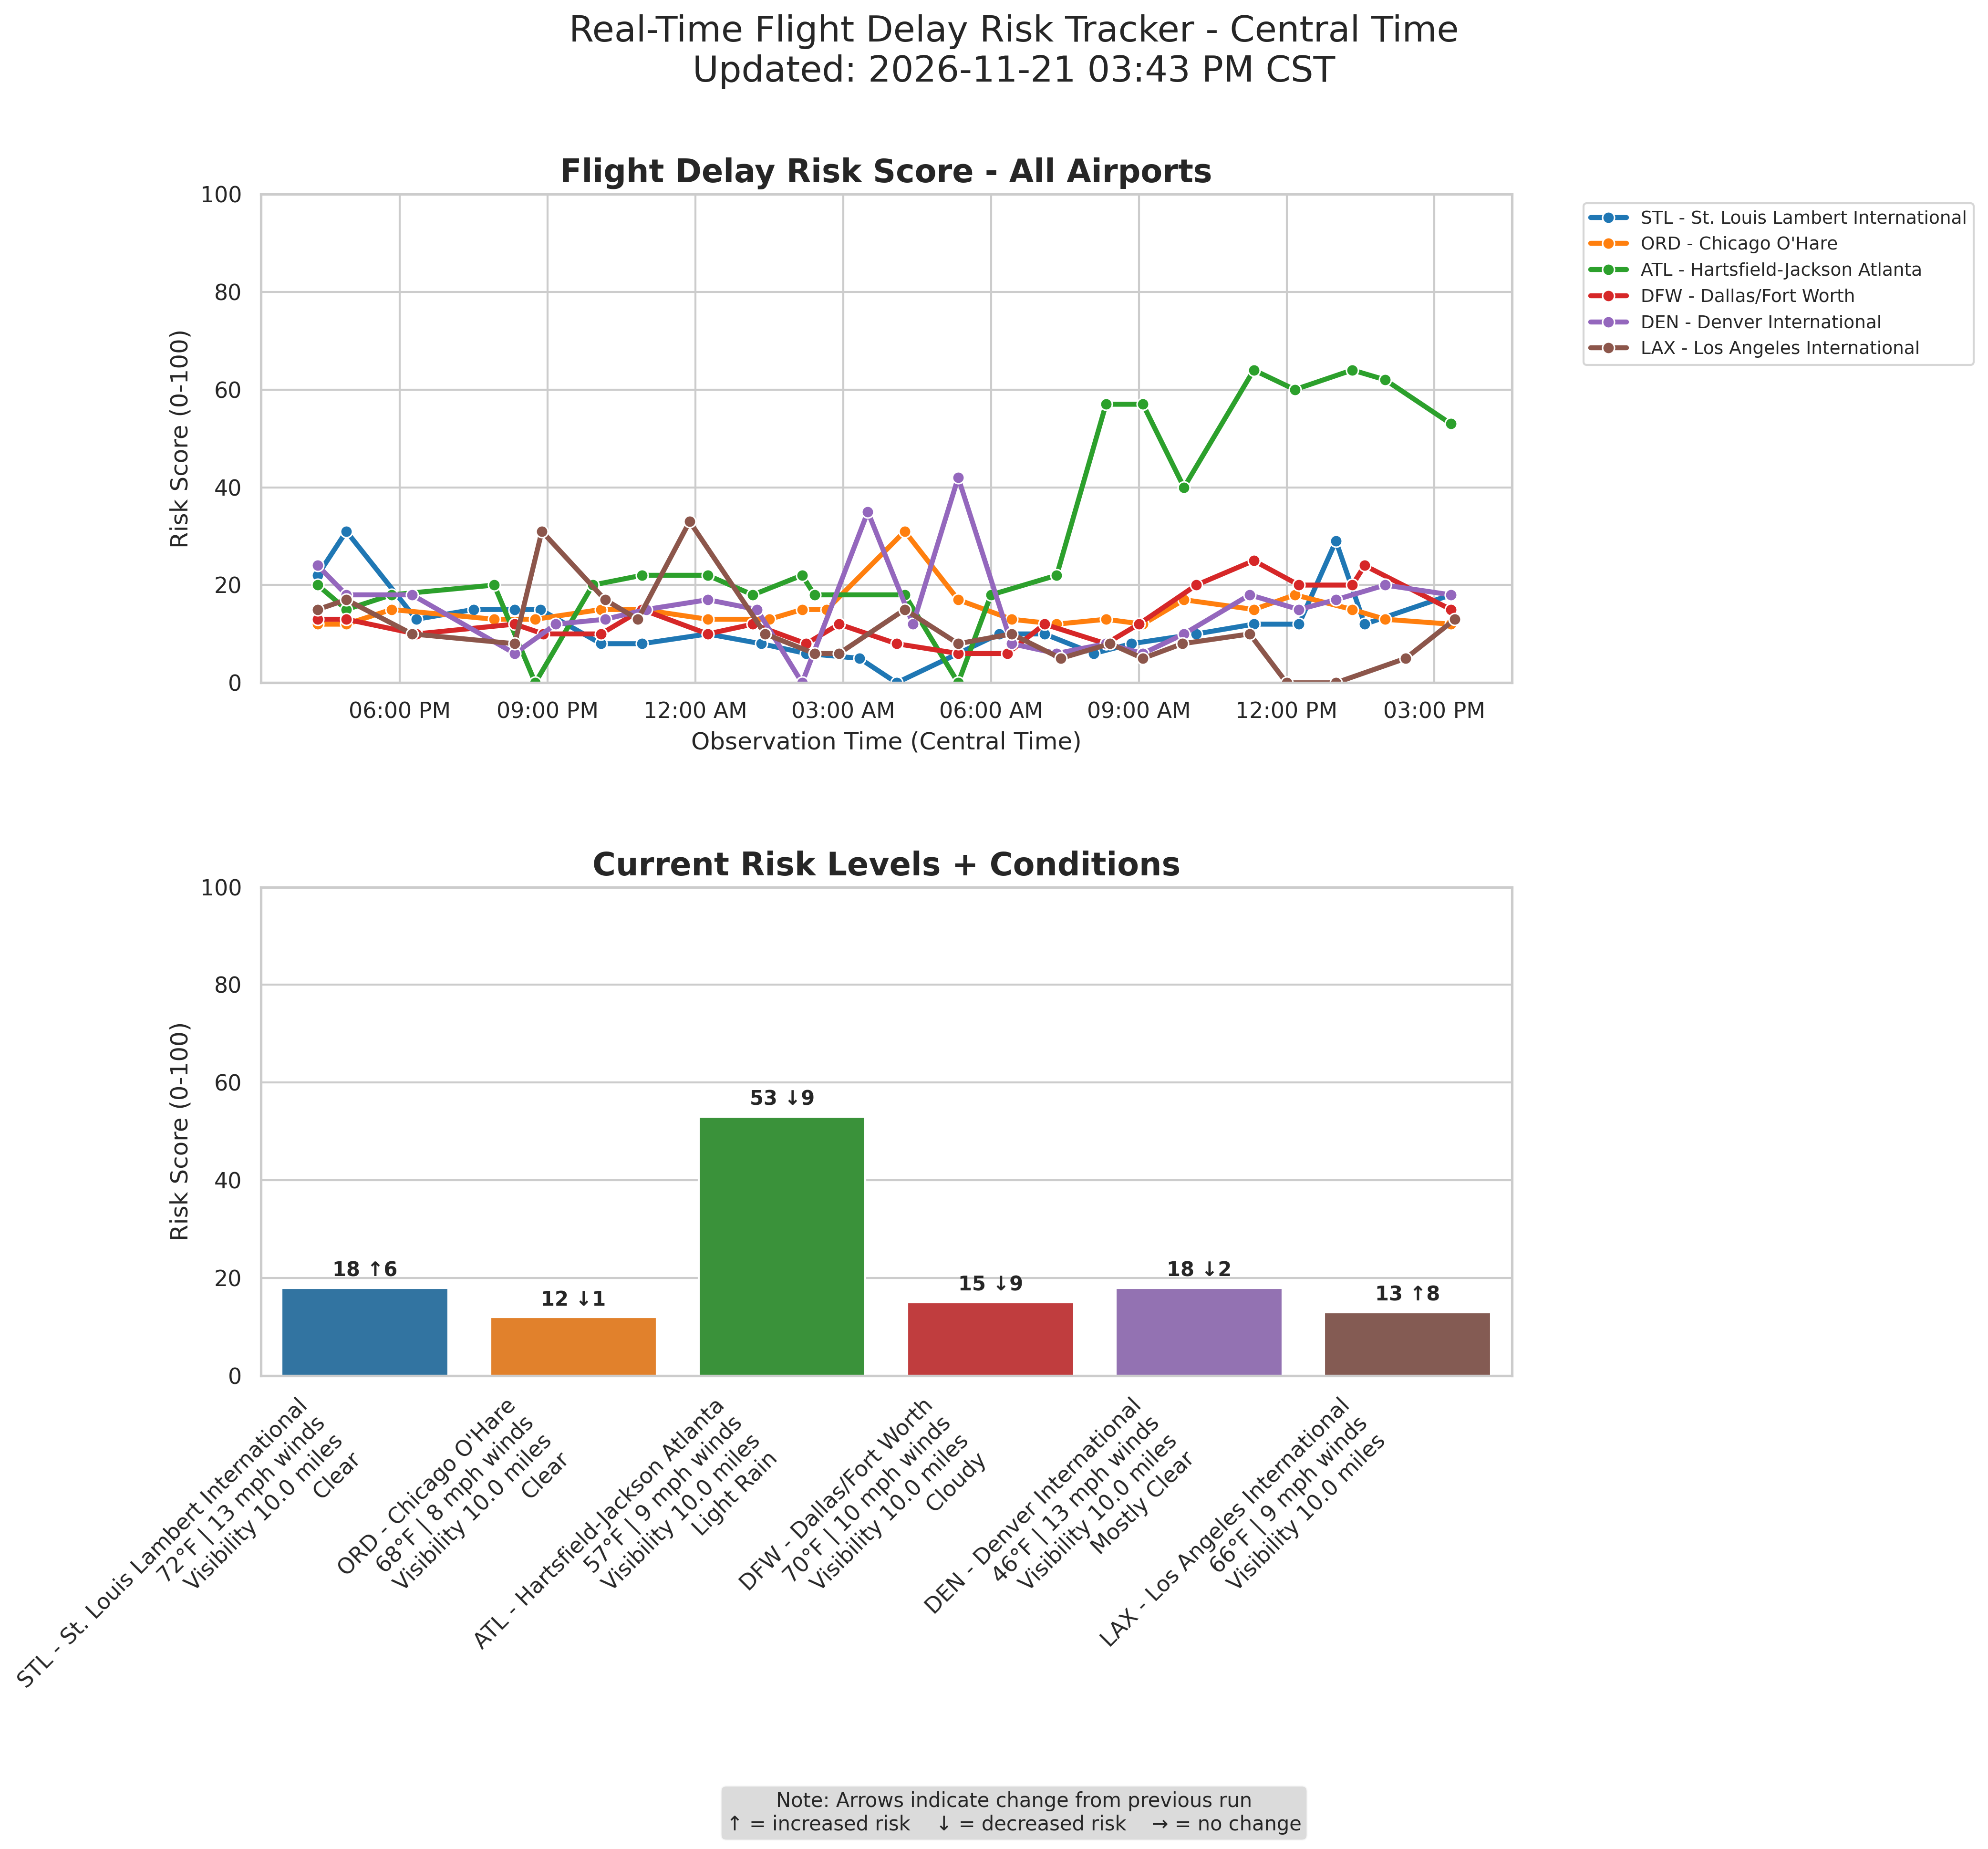 Real-Time Flight Delay Risk Tracker - Central Time
Updated: 2026-11-21 03:43 PM CST
Flight Delay Risk Score - All Airports
100
80
60
40
20
0
Risk Score (0-100)
06:00 PM
09:00 PM
12:00 AM
03:00 AM
06:00 AM
09:00 AM
12:00 PM
03:00 PM
Observation Time (Central Time)
STL - St. Louis Lambert International
ORD - Chicago O'Hare
ATL - Hartsfield-Jackson Atlanta
DFW - Dallas/Fort Worth
DEN - Denver International
LAX - Los Angeles International
Current Risk Levels + Conditions
100
80
60
40
20
0
Risk Score (0-100)
18 ↑6
12 ↓1
53 ↓9
15 ↓9
18 ↓2
13 ↑8
STL - St. Louis Lambert International
72°F | 13 mph winds
Visibility 10.0 miles
Clear
ORD - Chicago O'Hare
68°F | 8 mph winds
Visibility 10.0 miles
Clear
ATL - Hartsfield-Jackson Atlanta
57°F | 9 mph winds
Visibility 10.0 miles
Light Rain
DFW - Dallas/Fort Worth
70°F | 10 mph winds
Visibility 10.0 miles
Cloudy
DEN - Denver International
46°F | 13 mph winds
Visibility 10.0 miles
Mostly Clear
LAX - Los Angeles International
66°F | 9 mph winds
Visibility 10.0 miles
Note: Arrows indicate change from previous run
↑ = increased risk    ↓ = decreased risk    → = no change